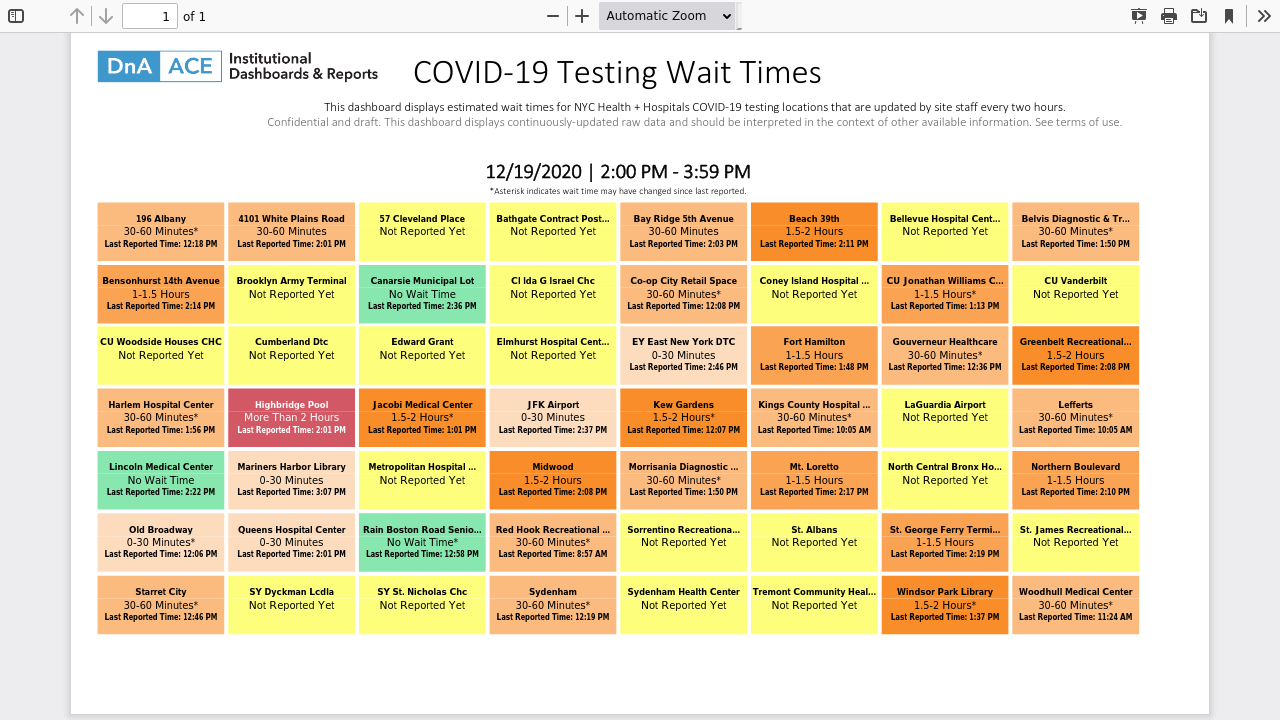 1 of 1 Automatic Zoom
DnA ACE Institutional Dashboards & Reports
COVID-19 Testing Wait Times
This dashboard displays estimated wait times for NYC Health + Hospitals COVID-19 testing locations that are updated by site staff every two hours.
Confidential and draft. This dashboard displays continuously-updated raw data and should be interpreted in the context of other available information. See terms of use.
12/19/2020 | 2:00 PM - 3:59 PM
*Asterisk indicates wait time may have changed since last reported.
196 Albany
30-60 Minutes*
Last Reported Time: 12:18 PM
4101 White Plains Road
30-60 Minutes
Last Reported Time: 2:01 PM
57 Cleveland Place
Not Reported Yet
Bathgate Contract Post...
Not Reported Yet
Bay Ridge 5th Avenue
30-60 Minutes
Last Reported Time: 2:03 PM
Beach 39th
1.5-2 Hours
Last Reported Time: 2:11 PM
Bellevue Hospital Cent...
Not Reported Yet
Belvis Diagnostic & Tr...
30-60 Minutes*
Last Reported Time: 1:50 PM
Bensonhurst 14th Avenue
1-1.5 Hours
Last Reported Time: 2:14 PM
Brooklyn Army Terminal
Not Reported Yet
Canarsie Municipal Lot
No Wait Time
Last Reported Time: 2:36 PM
Cl Ida G Israel Chc
Not Reported Yet
Co-op City Retail Space
30-60 Minutes*
Last Reported Time: 12:08 PM
Coney Island Hospital ...
Not Reported Yet
CU Jonathan Williams C...
1-1.5 Hours*
Last Reported Time: 1:13 PM
CU Vanderbilt
Not Reported Yet
CU Woodside Houses CHC
Not Reported Yet
Cumberland Dtc
Not Reported Yet
Edward Grant
Not Reported Yet
Elmhurst Hospital Cent...
Not Reported Yet
EY East New York DTC
0-30 Minutes
Last Reported Time: 2:46 PM
Fort Hamilton
1-1.5 Hours
Last Reported Time: 1:48 PM
Gouverneur Healthcare
30-60 Minutes*
Last Reported Time: 12:36 PM
Greenbelt Recreational...
1.5-2 Hours
Last Reported Time: 2:08 PM
Harlem Hospital Center
30-60 Minutes*
Last Reported Time: 1:56 PM
Highbridge Pool
More Than 2 Hours
Last Reported Time: 2:01 PM
Jacobi Medical Center
1.5-2 Hours*
Last Reported Time: 1:01 PM
JFK Airport
0-30 Minutes
Last Reported Time: 2:37 PM
Kew Gardens
1.5-2 Hours*
Last Reported Time: 12:07 PM
Kings County Hospital ...
30-60 Minutes*
Last Reported Time: 10:05 AM
LaGuardia Airport
Not Reported Yet
Lefferts
30-60 Minutes*
Last Reported Time: 10:05 AM
Lincoln Medical Center
No Wait Time
Last Reported Time: 2:22 PM
Mariners Harbor Library
0-30 Minutes
Last Reported Time: 3:07 PM
Metropolitan Hospital ...
Not Reported Yet
Midwood
1.5-2 Hours
Last Reported Time: 2:08 PM
Morrisania Diagnostic ...
30-60 Minutes*
Last Reported Time: 1:50 PM
Mt. Loretto
1-1.5 Hours
Last Reported Time: 2:17 PM
North Central Bronx Ho...
Not Reported Yet
Northern Boulevard
1-1.5 Hours
Last Reported Time: 2:10 PM
Old Broadway
0-30 Minutes*
Last Reported Time: 12:06 PM
Queens Hospital Center
0-30 Minutes
Last Reported Time: 2:01 PM
Rain Boston Road Senio...
No Wait Time*
Last Reported Time: 12:58 PM
Red Hook Recreational ...
30-60 Minutes*
Last Reported Time: 8:57 AM
Sorrentino Recreationa...
Not Reported Yet
St. Albans
Not Reported Yet
St. George Ferry Termi...
1-1.5 Hours
Last Reported Time: 2:19 PM
St. James Recreational...
Not Reported Yet
Starret City
30-60 Minutes*
Last Reported Time: 12:46 PM
SY Dyckman Lcdla
Not Reported Yet
SY St. Nicholas Chc
Not Reported Yet
Sydenham
30-60 Minutes*
Last Reported Time: 12:19 PM
Sydenham Health Center
Not Reported Yet
Tremont Community Heal...
Not Reported Yet
Windsor Park Library
1.5-2 Hours*
Last Reported Time: 1:37 PM
Woodhull Medical Center
30-60 Minutes*
Last Reported Time: 11:24 AM